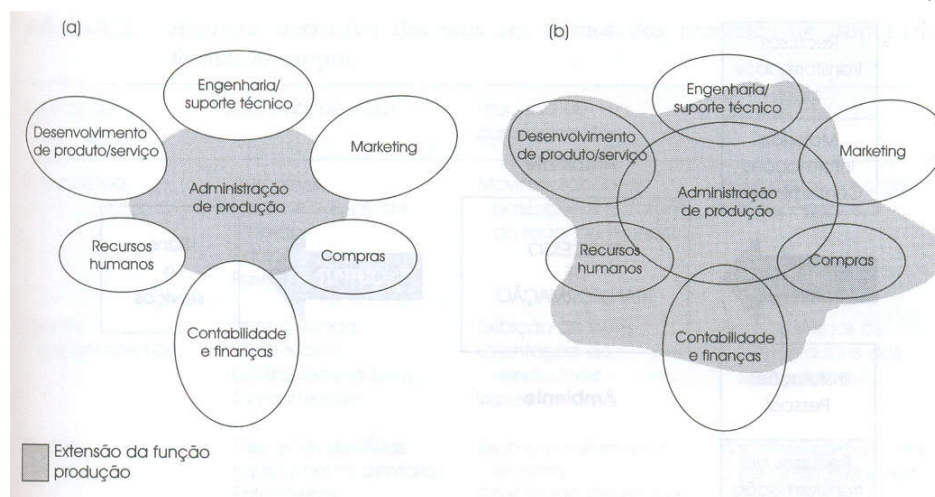 (a)
Engenharia/
suporte técnico
Desenvolvimento
de produto/serviço
Marketing
Administração
de produção
Recursos
humanos
Compras
Contabilidade
e finanças
Extensão da função
produção
(b)
Engenharia/
suporte técnico
Desenvolvimento
de produto/serviço
Marketing
Administração
de produção
Recursos
humanos
Compras
Contabilidade
e finanças